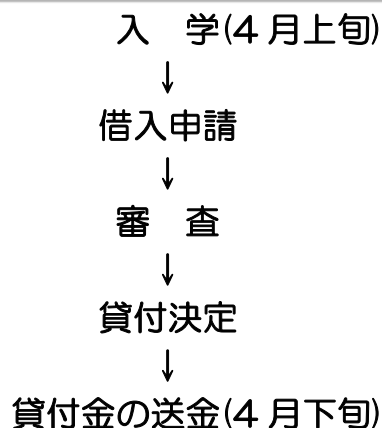 入　学(4月上旬)
↓
借入申請
↓
審　査
↓
貸付決定
↓
貸付金の送金(4月下旬)